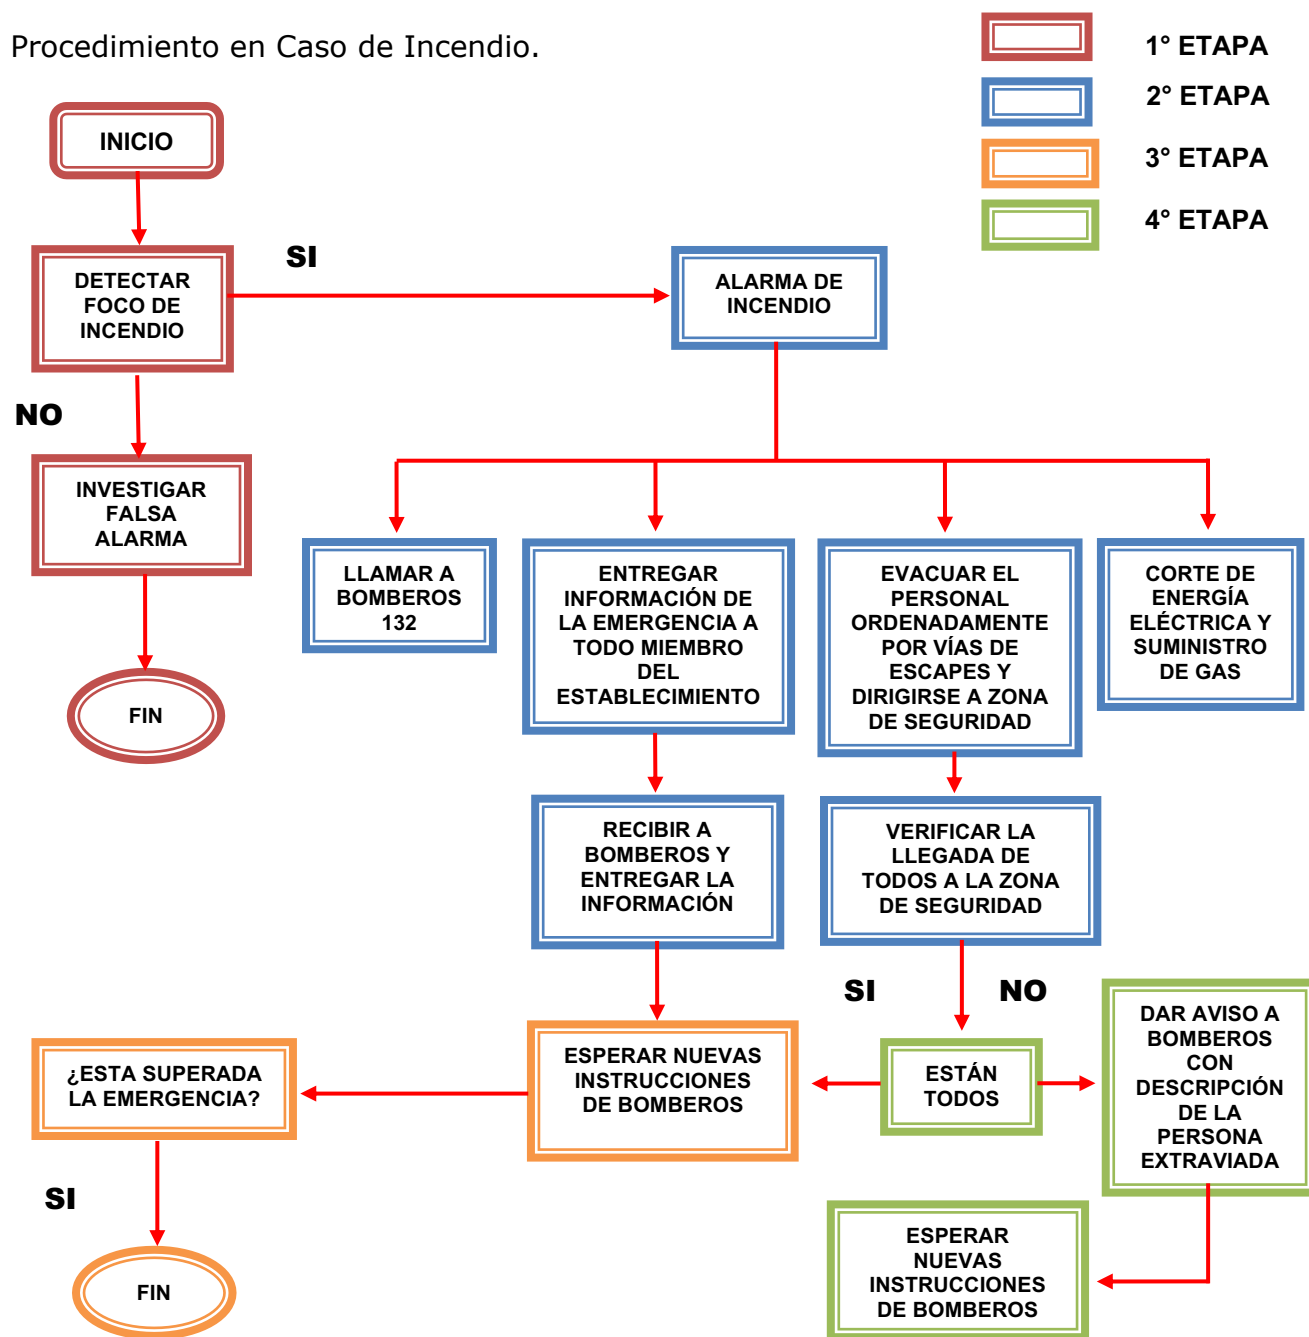 Procedimiento en Caso de Incendio.
1° ETAPA
2° ETAPA
3° ETAPA
4° ETAPA
INICIO
DETECTAR
FOCO DE
INCENDIO
SI
ALARMA DE
INCENDIO
NO
INVESTIGAR
FALSA
ALARMA
FIN
LLAMAR A
BOMBEROS
132
ENTREGAR
INFORMACIÓN DE
LA EMERGENCIA A
TODO MIEMBRO
DEL
ESTABLECIMIENTO
EVACUAR EL
PERSONAL
ORDENADAMENTE
POR VÍAS DE
ESCAPES Y
DIRIGIRSE A ZONA
DE SEGURIDAD
CORTE DE
ENERGÍA
ELÉCTRICA Y
SUMINISTRO
DE GAS
RECIBIR A
BOMBEROS Y
ENTREGAR LA
INFORMACIÓN
VERIFICAR LA
LLEGADA DE
TODOS A LA ZONA
DE SEGURIDAD
SI
NO
¿ESTA SUPERADA
LA EMERGENCIA?
ESPERAR NUEVAS
INSTRUCCIONES
DE BOMBEROS
ESTÁN
TODOS
DAR AVISO A
BOMBEROS
CON
DESCRIPCIÓN
DE LA
PERSONA
EXTRAVIADA
SI
FIN
ESPERAR
NUEVAS
INSTRUCCIONES
DE BOMBEROS